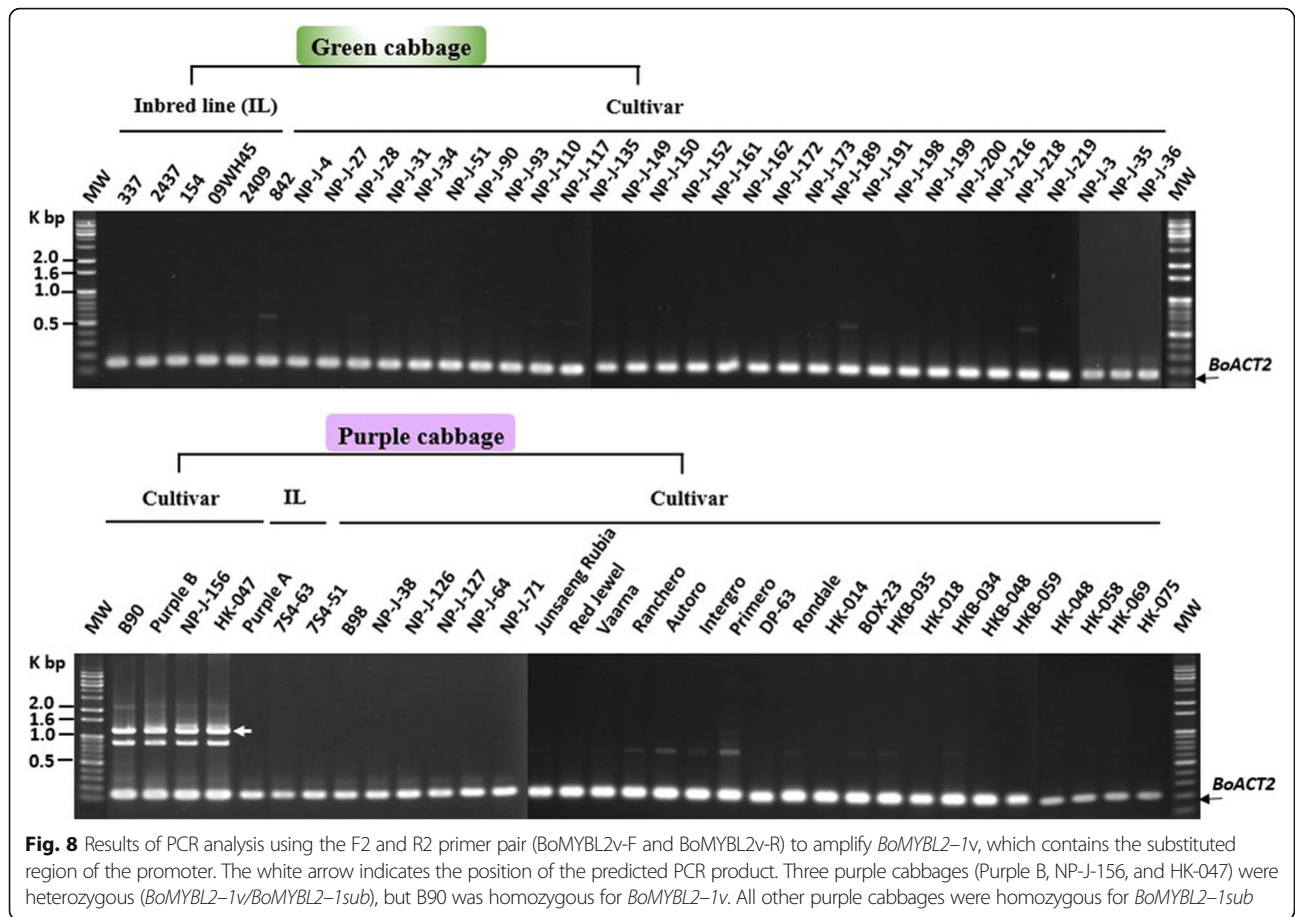 Green cabbage
Inbred line (IL) Cultivar
MW 337 2437 154 09WH45 2409 842 NP-J-4 NP-J-27 NP-J-28 NP-J-31 NP-J-34 NP-J-51 NP-J-90 NP-J-93 NP-J-110 NP-J-117 NP-J-135 NP-J-149 NP-J-150 NP-J-152 NP-J-161 NP-J-162 NP-J-172 NP-J-173 NP-J-189 NP-J-191 NP-J-198 NP-J-199 NP-J-200 NP-J-216 NP-J-218 NP-J-219 NP-J-3 NP-J-35 NP-J-36 MW
K bp
2.0
1.6
1.0
0.5
BoACT2
Purple cabbage
Cultivar IL Cultivar
MW B90 Purple B NP-J-156 HK-047 Purple A 7S4-63 7S4-51 B98 NP-J-38 NP-J-126 NP-J-127 NP-J-64 NP-J-71 Junsaeng Rubia Red Jewel Vaarna Ranchero Autoro Intergro Primero DP-63 Rondale HK-014 BOX-23 HKB-035 HK-018 HKB-034 HKB-048 HKB-059 HK-048 HK-058 HK-069 HK-075 MW
K bp
2.0
1.6
1.0
0.5
BoACT2
Fig. 8 Results of PCR analysis using the F2 and R2 primer pair (BoMYBL2v-F and BoMYBL2v-R) to amplify BoMYBL2–1v, which contains the substituted
region of the promoter. The white arrow indicates the position of the predicted PCR product. Three purple cabbages (Purple B, NP-J-156, and HK-047) were
heterozygous (BoMYBL2–1v/BoMYBL2–1sub), but B90 was homozygous for BoMYBL2–1v. All other purple cabbages were homozygous for BoMYBL2–1sub